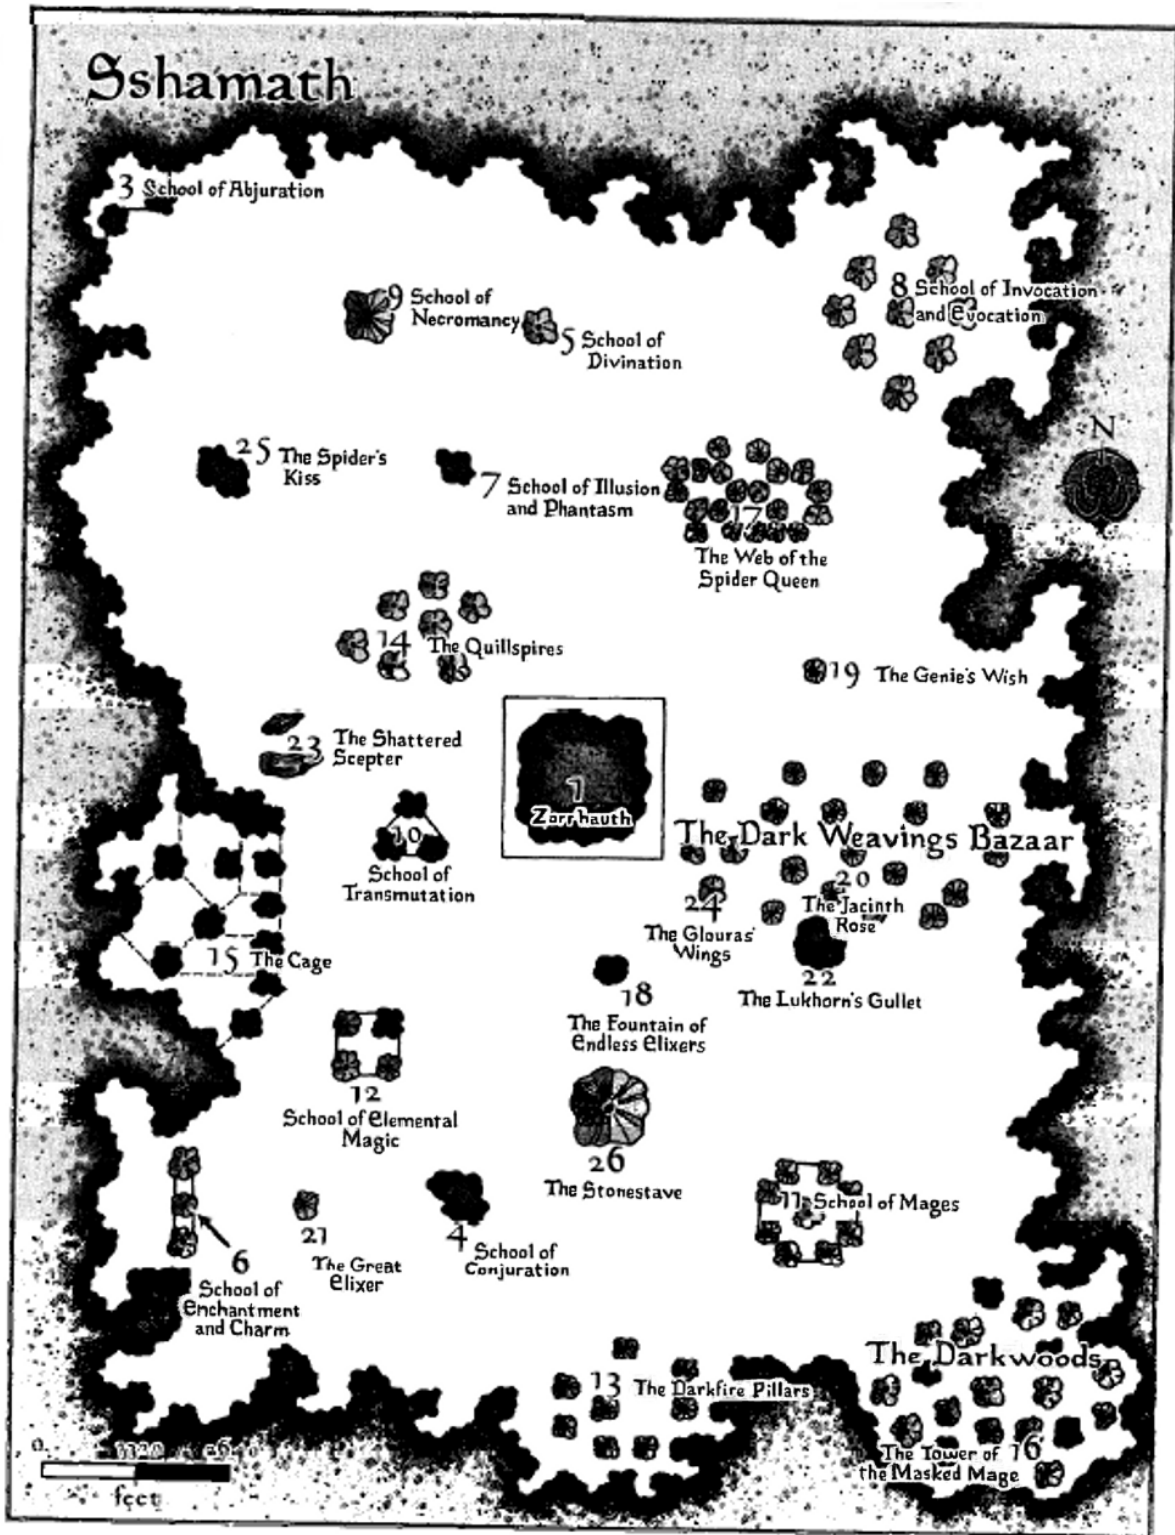 Sshamath
3 School of Abjuration
9 School of
Necromancy
5 School of
Divination
8 School of Invocation
and Evocation
N
25 The Spider's
Kiss
7 School of Illusion
and Phantasm
17
The Web of the
Spider Queen
14 The Quillspires
19 The Genie's Wish
23 The Shattered
Scepter
1
Zorrhauth
10
School of
Transmutation
The Dark Weavings Bazaar
20
The Jacinth
Rose
24
The Glouras'
Wings
22
The Lukhorn's Gullet
15 The Cage
18
The Fountain of
Endless Elixers
12
School of Elemental
Magic
26
The Stonestave
11 School of Mages
6
School of
Enchantment
and Charm
21
The Great
Elixer
4 School of
Conjuration
The Darkwoods
13 The Darkfire Pillars
The Tower of 16
the Masked Mage
0
feet